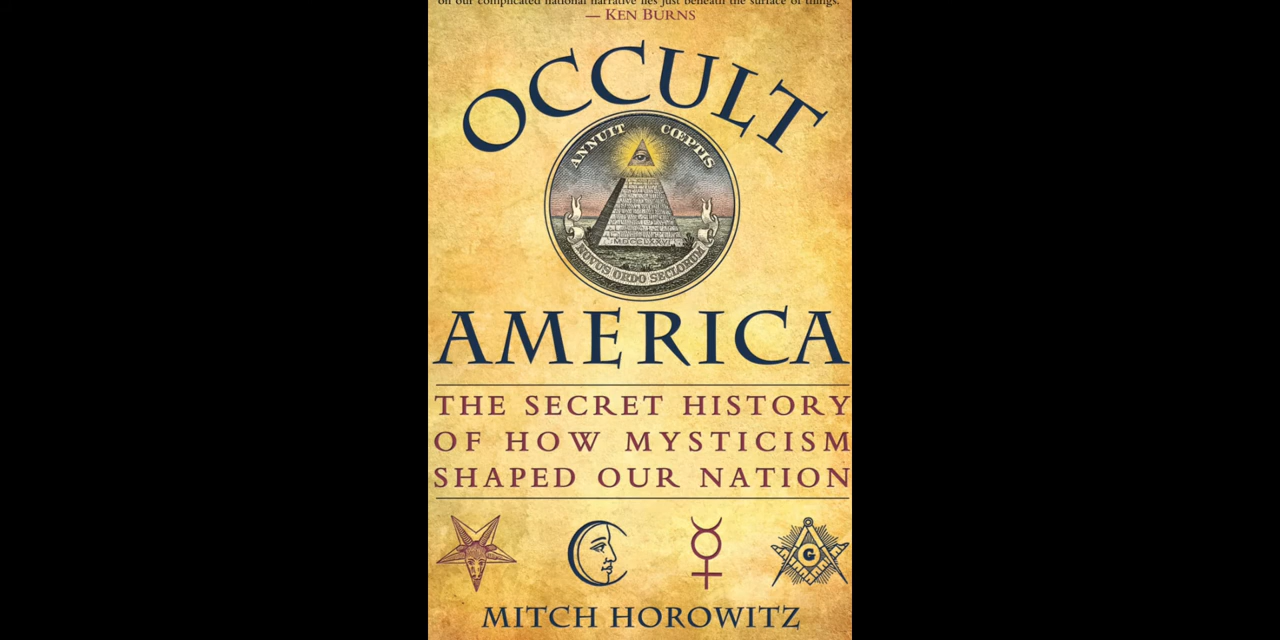 on our complicated national narrative lies just beneath the surface of things.
— KEN BURNS
OCCULT
ANNUIT CŒPTIS
MDCCLXXVI
NOVUS ORDO SECLORUM
AMERICA
THE SECRET HISTORY
OF HOW MYSTICISM
SHAPED OUR NATION
G
MITCH HOROWITZ